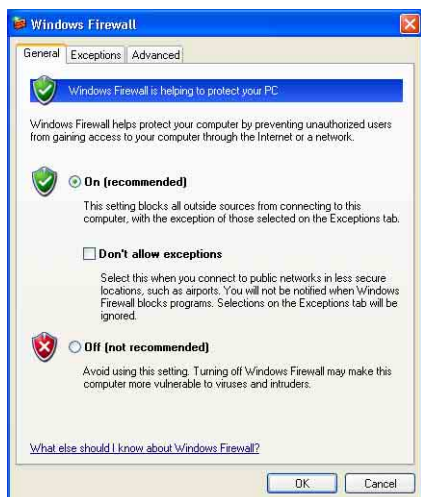 Windows Firewall
General Exceptions Advanced
Windows Firewall is helping to protect your PC
Windows Firewall helps protect your computer by preventing unauthorized users
from gaining access to your computer through the Internet or a network.
On (recommended)
This setting blocks all outside sources from connecting to this
computer, with the exception of those selected on the Exceptions tab.
Don't allow exceptions
Select this when you connect to public networks in less secure
locations, such as airports. You will not be notified when Windows
Firewall blocks programs. Selections on the Exceptions tab will be
ignored.
Off (not recommended)
Avoid using this setting. Turning off Windows Firewall may make this
computer more vulnerable to viruses and intruders.
What else should I know about Windows Firewall?
OK Cancel